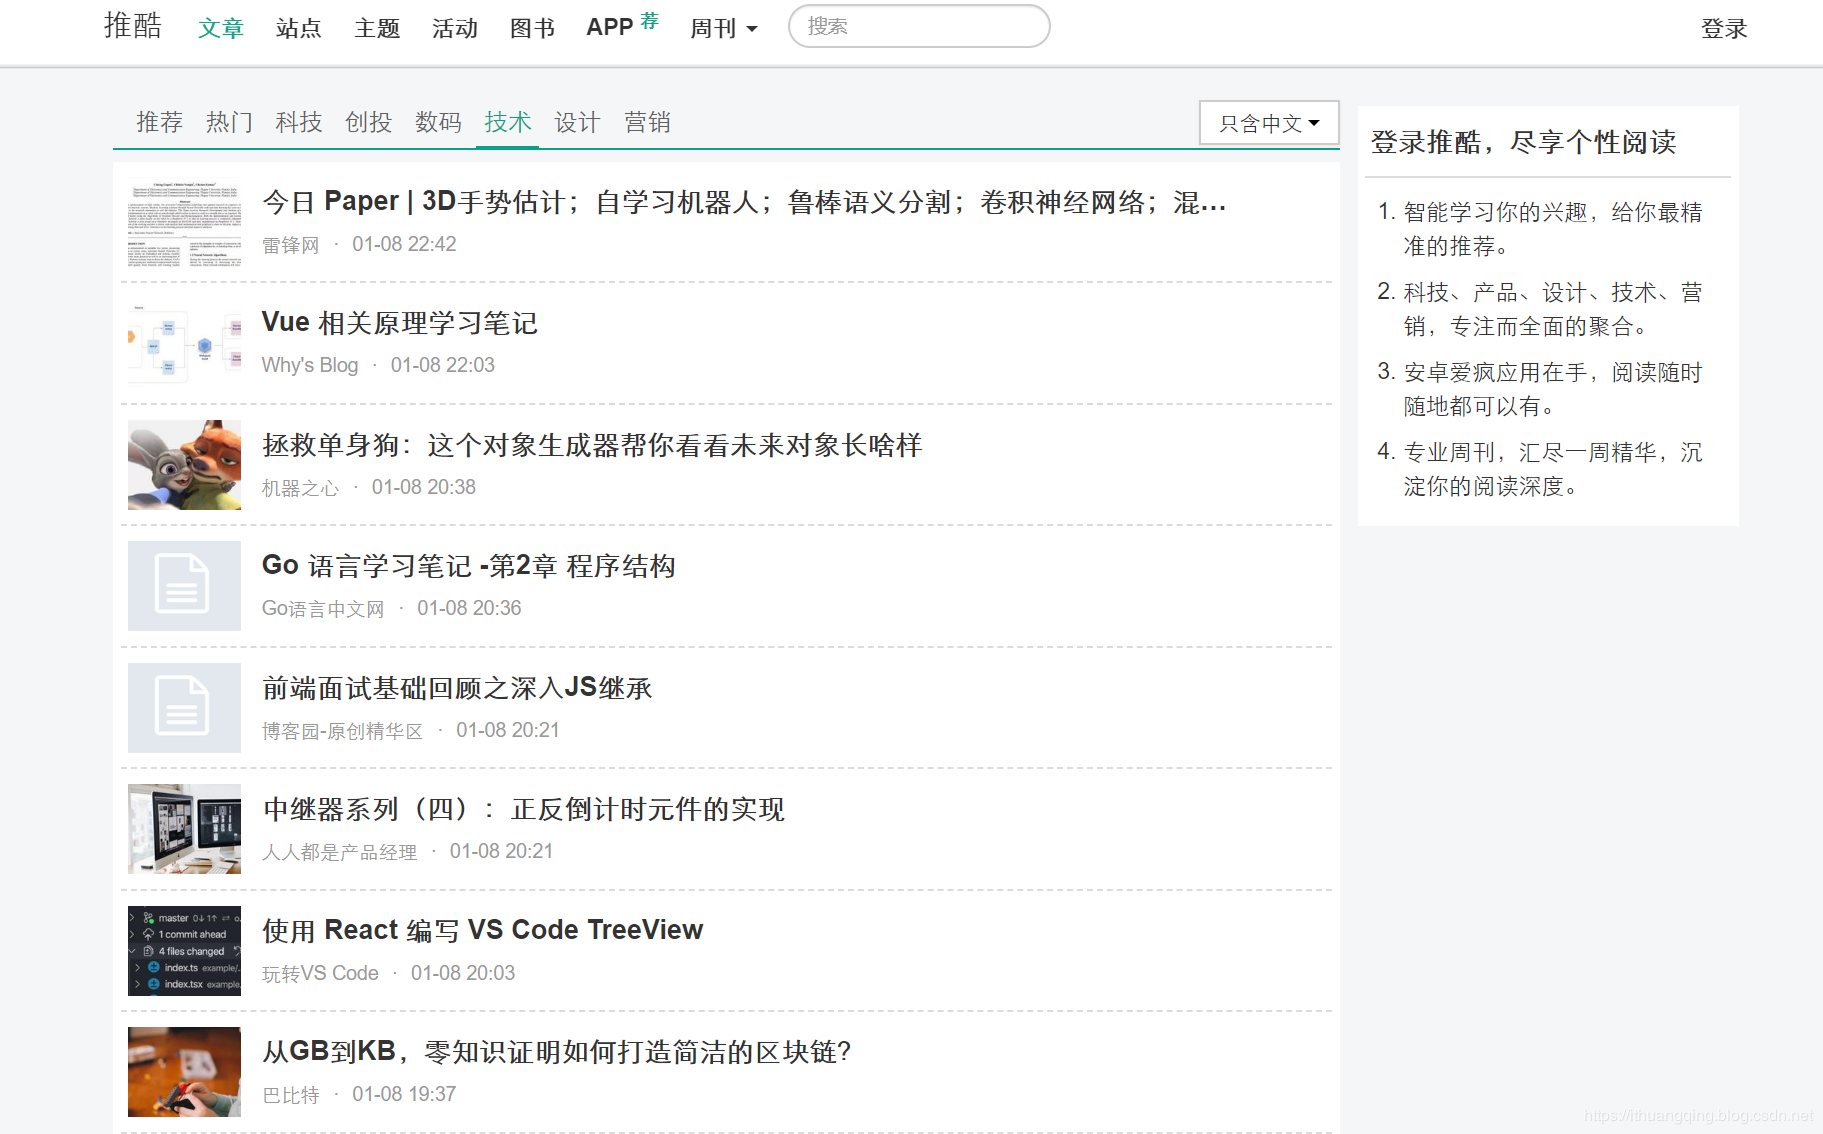 推酷 文章 站点 主题 活动 图书 APP 荐 周刊 搜索 登录
推荐 热门 科技 创投 数码 技术 设计 营销 只含中文
今日 Paper | 3D手势估计；自学习机器人；鲁棒语义分割；卷积神经网络；混...
雷锋网 · 01-08 22:42
Vue 相关原理学习笔记
Why's Blog · 01-08 22:03
拯救单身狗：这个对象生成器帮你看看未来对象长啥样
机器之心 · 01-08 20:38
Go 语言学习笔记 -第2章 程序结构
Go语言中文网 · 01-08 20:36
前端面试基础回顾之深入JS继承
博客园-原创精华区 · 01-08 20:21
中继器系列（四）：正反倒计时元件的实现
人人都是产品经理 · 01-08 20:21
master 0↓ 1↑
1 commit ahead
4 files changed
index.ts example/.
index.tsx example.
使用 React 编写 VS Code TreeView
玩转VS Code · 01-08 20:03
从GB到KB，零知识证明如何打造简洁的区块链？
巴比特 · 01-08 19:37
登录推酷，尽享个性阅读
1. 智能学习你的兴趣，给你最精
准的推荐。
2. 科技、产品、设计、技术、营
销，专注而全面的聚合。
3. 安卓爱疯应用在手，阅读随时
随地都可以有。
4. 专业周刊，汇尽一周精华，沉
淀你的阅读深度。
https://ithuangqing.blog.csdn.net